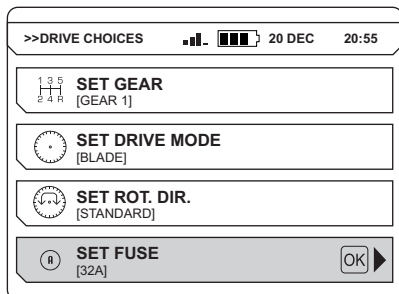 >>DRIVE CHOICES 20 DEC 20:55
1 3 5
2 4 R
SET GEAR
[GEAR 1]
SET DRIVE MODE
[BLADE]
SET ROT. DIR.
[STANDARD]
A
SET FUSE
[32A]
OK